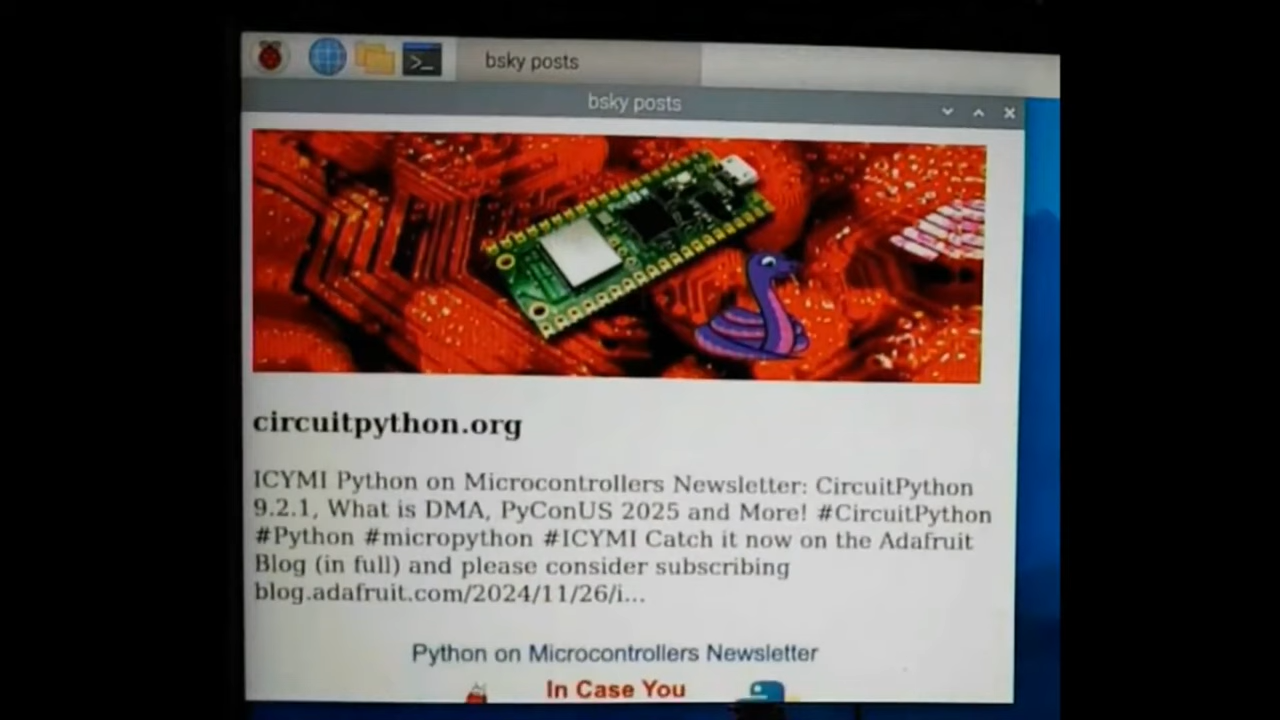 bsky posts
bsky posts
circuitpython.org
ICYMI Python on Microcontrollers Newsletter: CircuitPython
9.2.1, What is DMA, PyConUS 2025 and More! #CircuitPython
#Python #micropython #ICYMI Catch it now on the Adafruit
Blog (in full) and please consider subscribing
blog.adafruit.com/2024/11/26/i...
Python on Microcontrollers Newsletter
In Case You